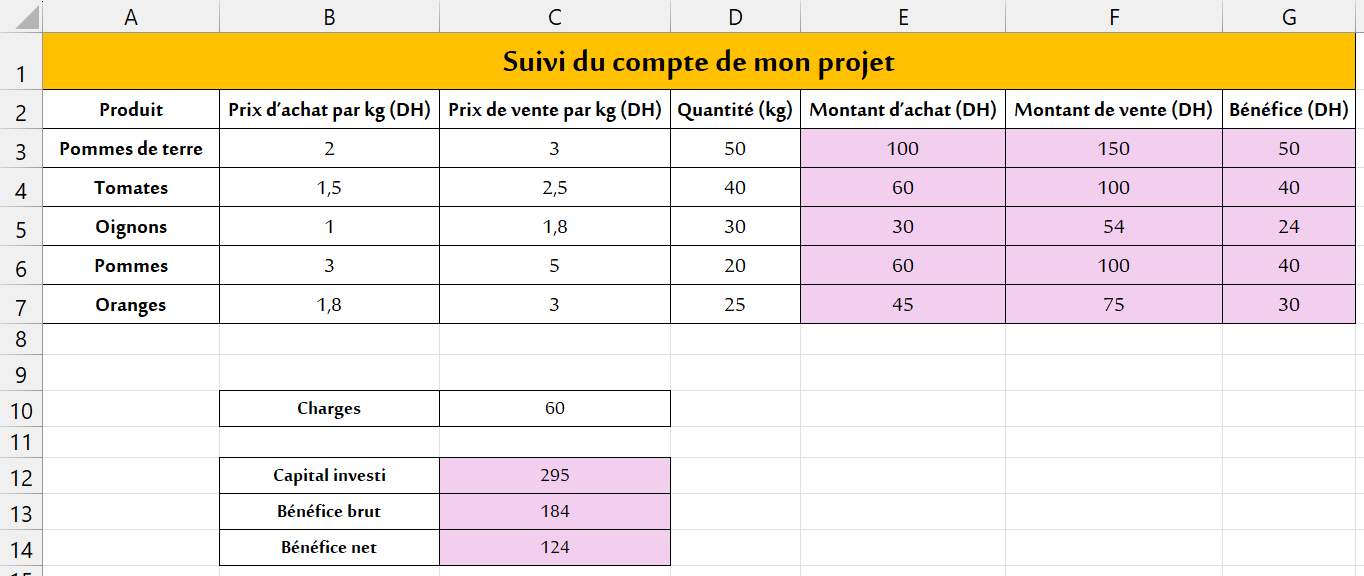 A B C D E F G
1 Suivi du compte de mon projet
2 Produit Prix d'achat par kg (DH) Prix de vente par kg (DH) Quantité (kg) Montant d'achat (DH) Montant de vente (DH) Bénéfice (DH)
3 Pommes de terre 2 3 50 100 150 50
4 Tomates 1,5 2,5 40 60 100 40
5 Oignons 1 1,8 30 30 54 24
6 Pommes 3 5 20 60 100 40
7 Oranges 1,8 3 25 45 75 30
8
9
10 Charges 60
11
12 Capital investi 295
13 Bénéfice brut 184
14 Bénéfice net 124